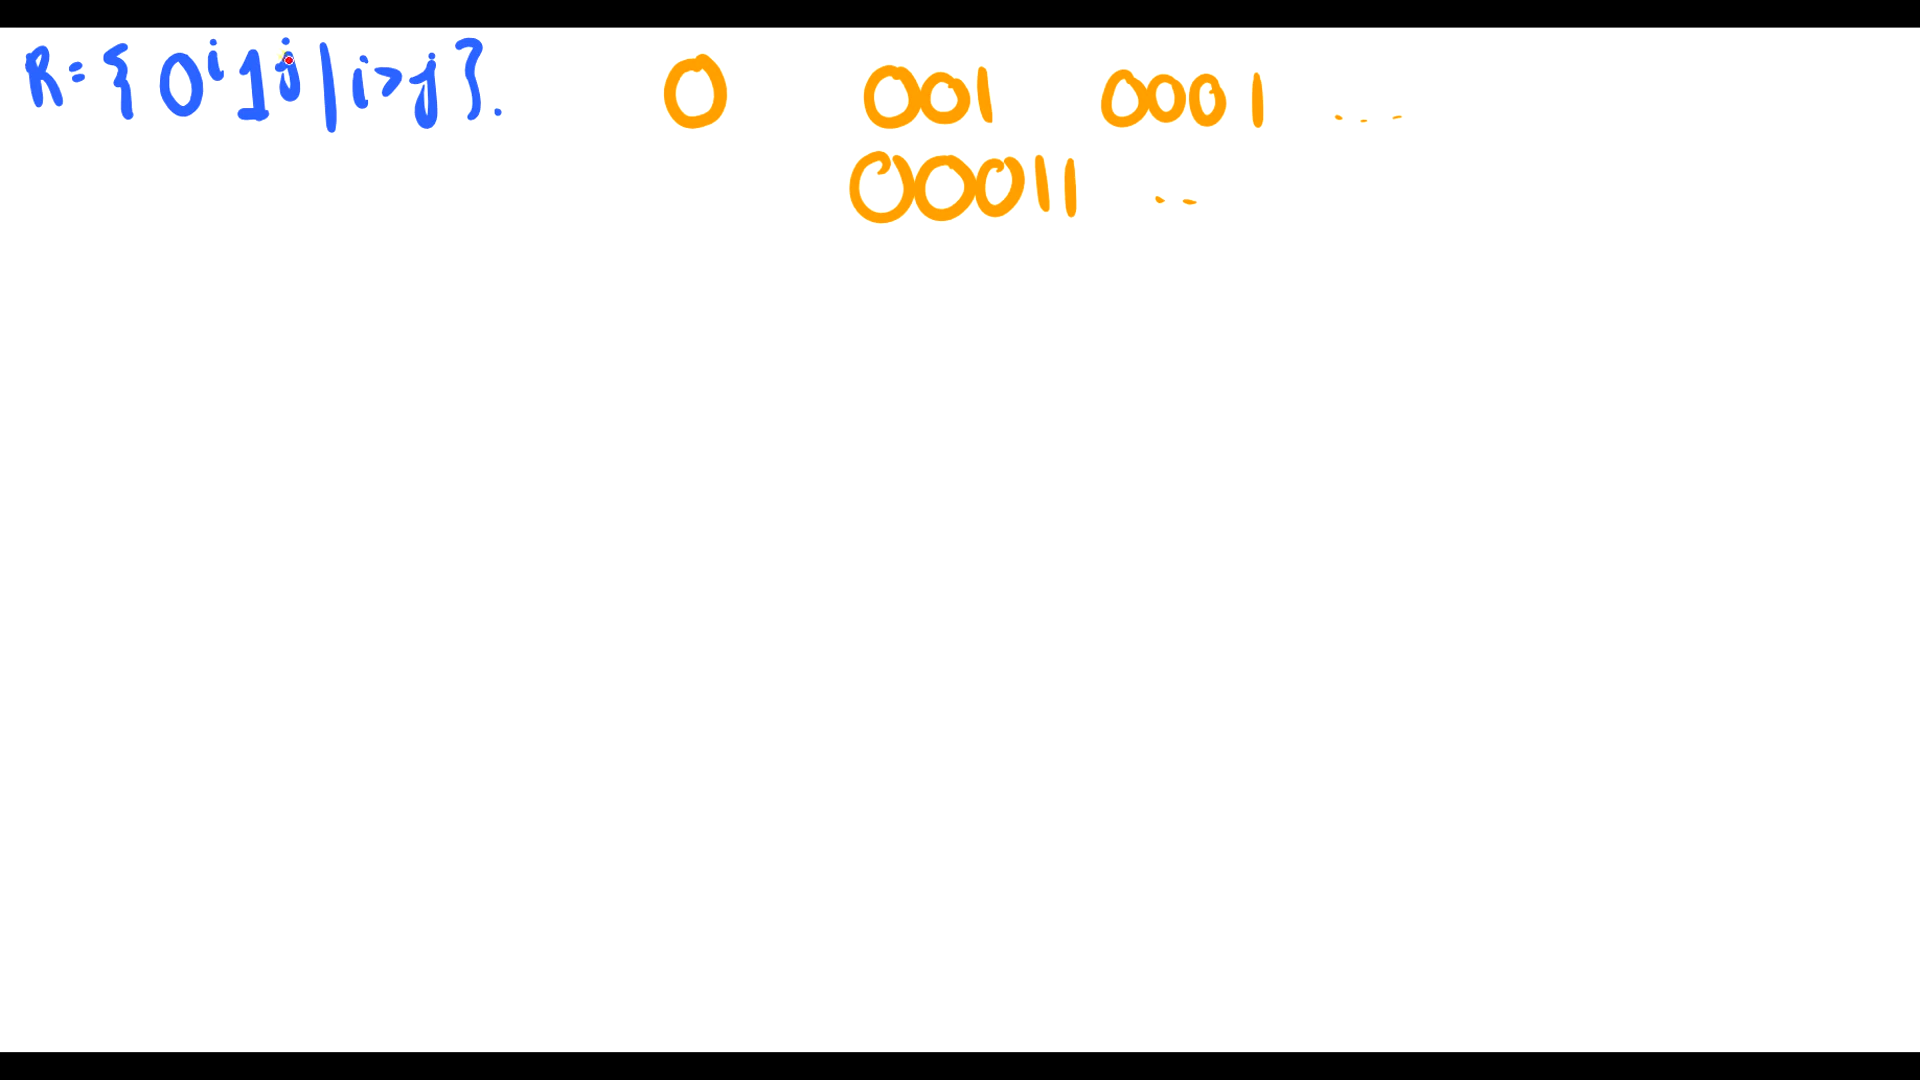 R = { 0^i 1^j | i > j }. 0 001 0001 ...
00011 ..